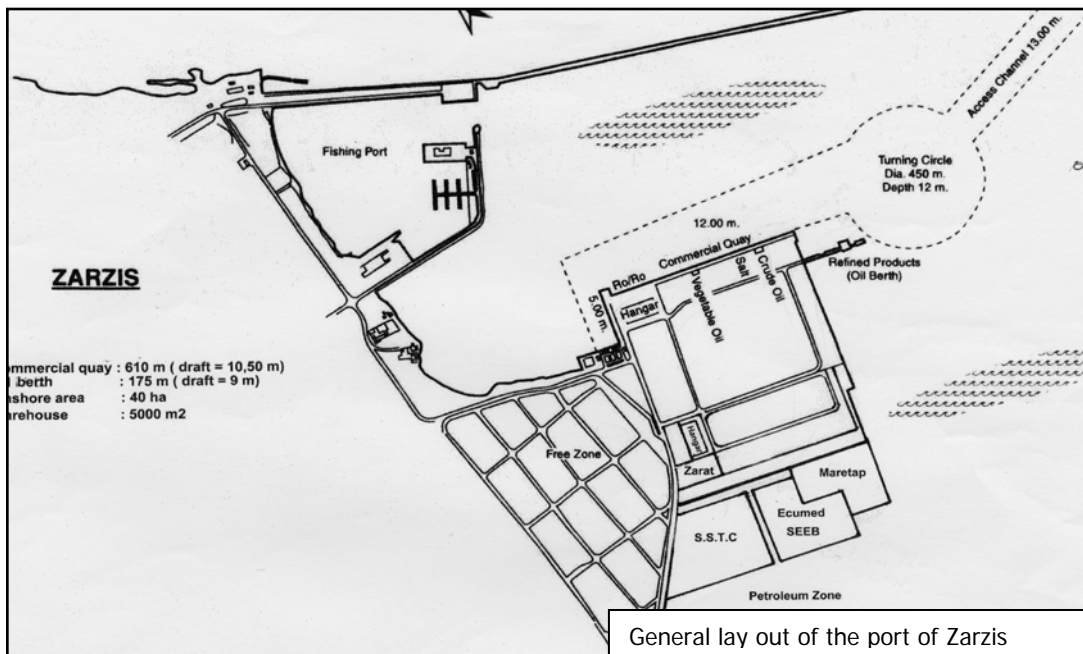 Access Channel 13.00 m.
Turning Circle
Dia. 450 m.
Depth 12 m.
Fishing Port
12.00 m.
Commercial Quay
Ro/Ro
5.00 m.
Hangar
Vegetable Oil
Salt
Crude Oil
Refined Products
(Oil Berth)
ZARZIS
ommercial quay : 610 m ( draft = 10,50 m)
berth : 175 m ( draft = 9 m)
shore area : 40 ha
rehouse : 5000 m2
Free Zone
Hangar
Zarat
Maretap
Ecumed
SEEB
S.S.T.C
Petroleum Zone
General lay out of the port of Zarzis